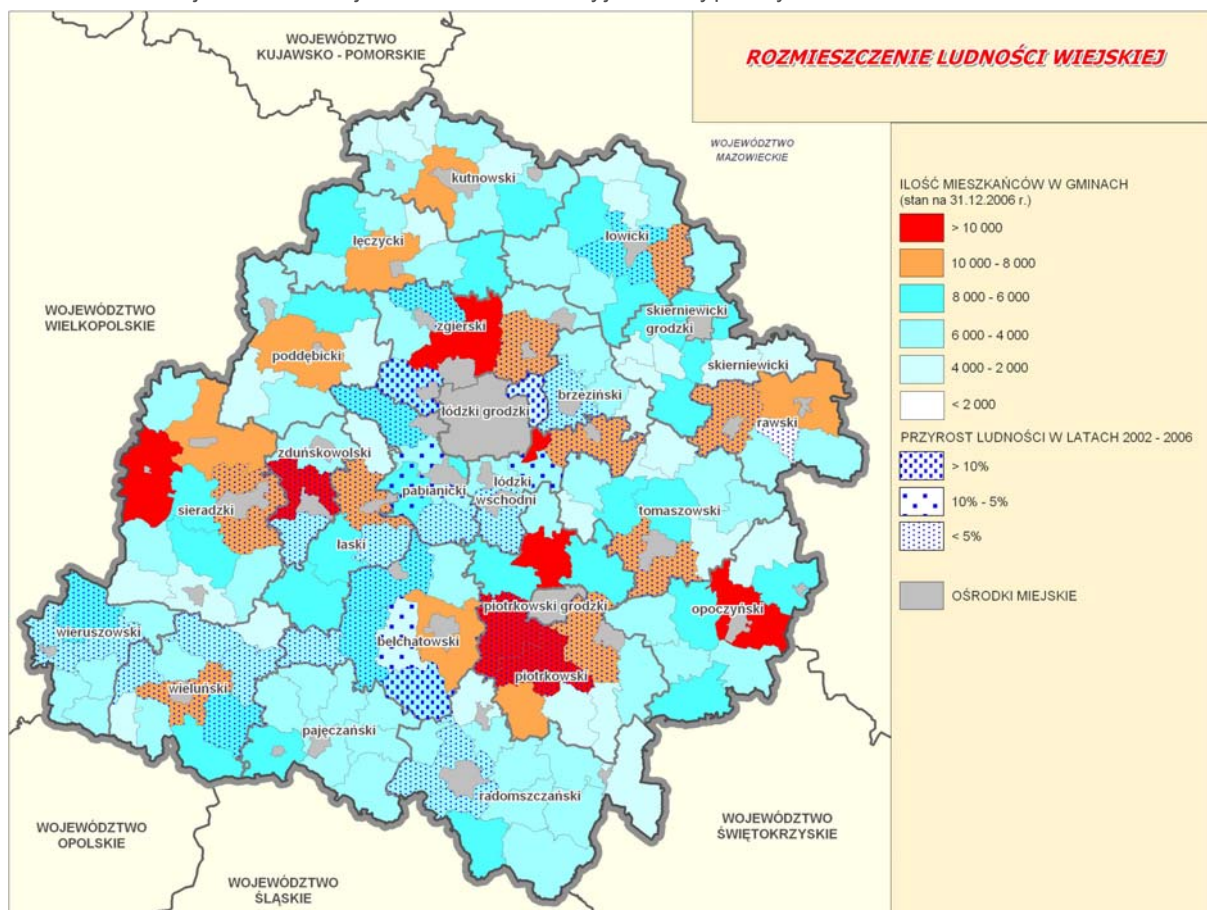 WOJEWÓDZTWO
KUJAWSKO - POMORSKIE
ROZMIESZCZENIE LUDNOŚCI WIEJSKIEJ
WOJEWÓDZTWO
MAZOWIECKIE
kutnowski
łęczycki
łowicki
WOJEWÓDZTWO
WIELKOPOLSKIE
zgierski
skierniewicki
grodzki
poddębicki
skierniewicki
łódzki grodzki
brzeziński
rawski
zduńskowolski
pabianicki
łódzki
wschodni
sieradzki
tomaszowski
łaski
piotrkowski grodzki
opoczyński
wieruszowski
bełchatowski
piotrkowski
wieluński
pajęczański
radomszczański
WOJEWÓDZTWO
OPOLSKIE
WOJEWÓDZTWO
ŚWIĘTOKRZYSKIE
WOJEWÓDZTWO
ŚLĄSKIE
ILOŚĆ MIESZKAŃCÓW W GMINACH
(stan na 31.12.2006 r.)
> 10 000
10 000 - 8 000
8 000 - 6 000
6 000 - 4 000
4 000 - 2 000
< 2 000
PRZYROST LUDNOŚCI W LATACH 2002 - 2006
> 10%
10% - 5%
< 5%
OŚRODKI MIEJSKIE